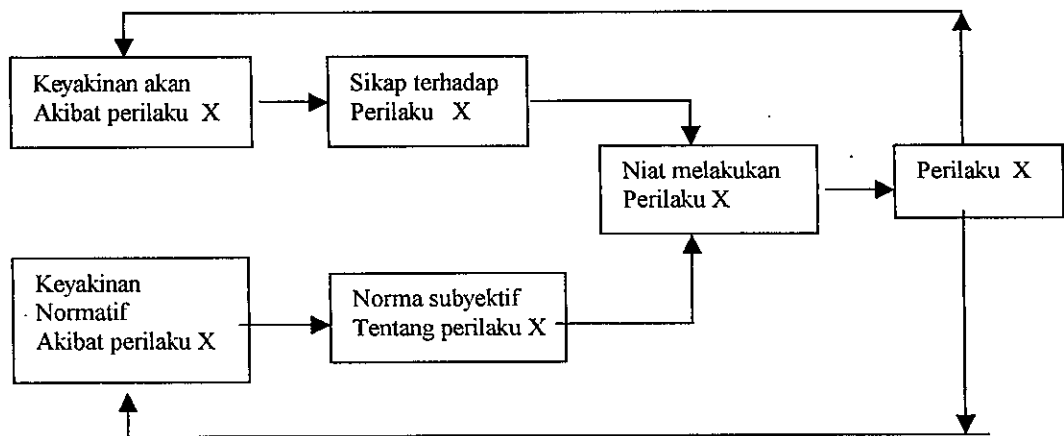 Keyakinan akan
Akibat perilaku X
Sikap terhadap
Perilaku X
Niat melakukan
Perilaku X
Perilaku X
Keyakinan
Normatif
Akibat perilaku X
Norma subyektif
Tentang perilaku X